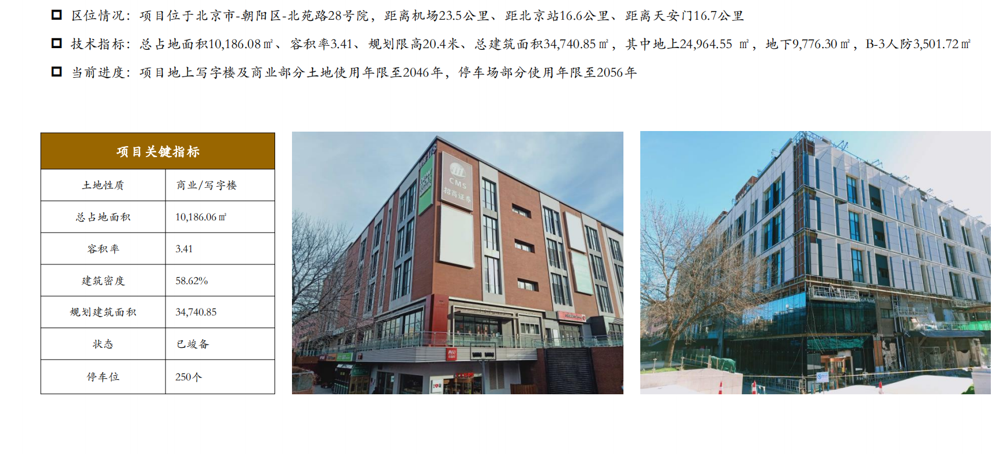 区位情况：项目位于北京市-朝阳区-北苑路28号院，距离机场23.5公里、距北京站16.6公里、距离天安门16.7公里
技术指标：总占地面积10,186.08㎡、容积率3.41、规划限高20.4米、总建筑面积34,740.85㎡，其中地上24,964.55 ㎡，地下9,776.30㎡，B-3人防3,501.72㎡
当前进度：项目地上写字楼及商业部分土地使用年限至2046年，停车场部分使用年限至2056年
项目关键指标
土地性质 商业/写字楼
总占地面积 10,186.06㎡
容积率 3.41
建筑密度 58.62%
规划建筑面积 34,740.85
状态 已竣备
停车位 250个
CMS
招商证券